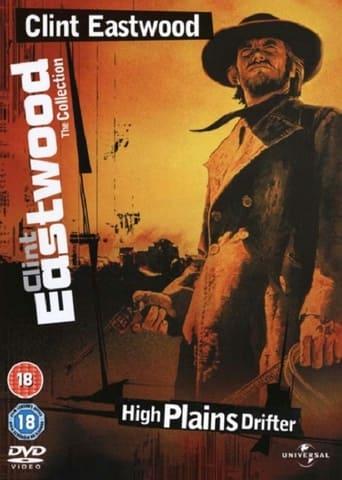 Clint Eastwood
Clint
Eastwood
The Collection
18
18
High Plains Drifter
DVD
VIDEO
UNIVERSAL